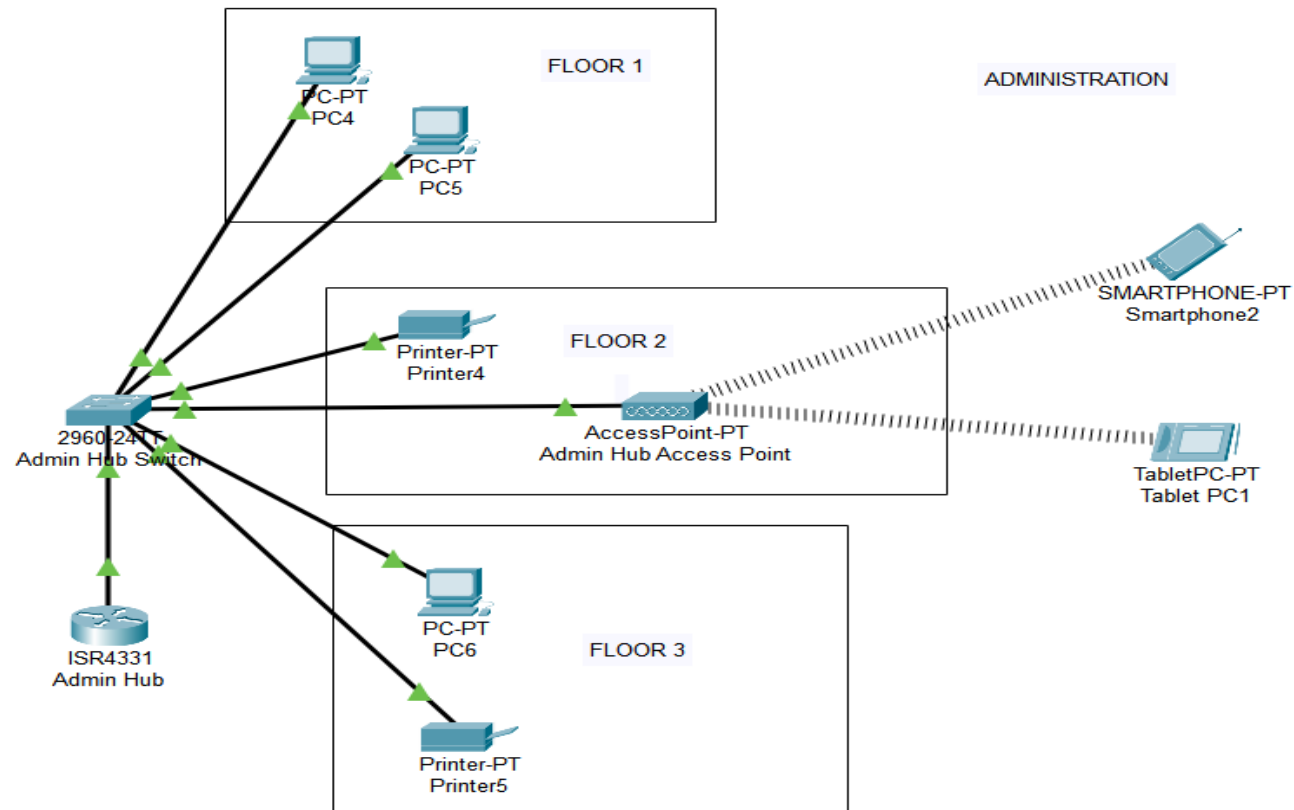 FLOOR 1
ADMINISTRATION
PC-PT
PC4
PC-PT
PC5
SMARTPHONE-PT
Smartphone2
FLOOR 2
Printer-PT
Printer4
2960-24TT
Admin Hub Switch
AccessPoint-PT
Admin Hub Access Point
TabletPC-PT
Tablet PC1
PC-PT
PC6
FLOOR 3
ISR4331
Admin Hub
Printer-PT
Printer5